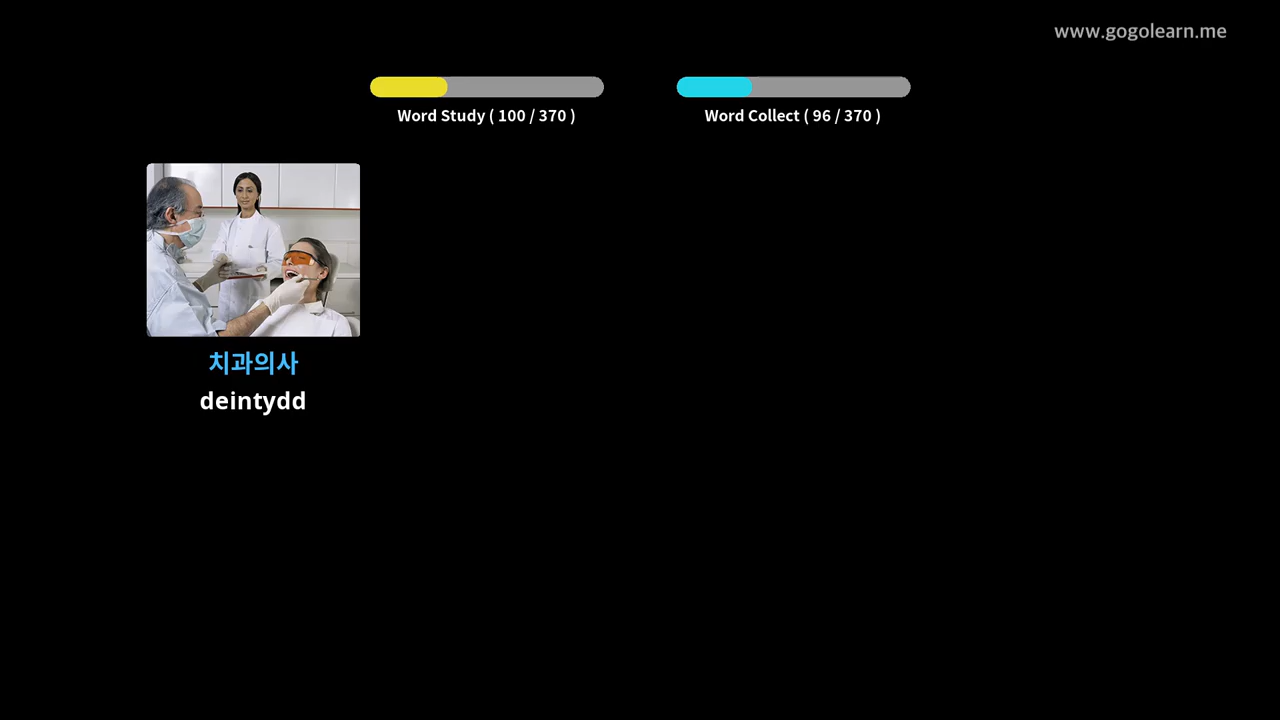 www.gogolearn.me
Word Study ( 100 / 370 )
Word Collect ( 96 / 370 )
치과의사
deintydd